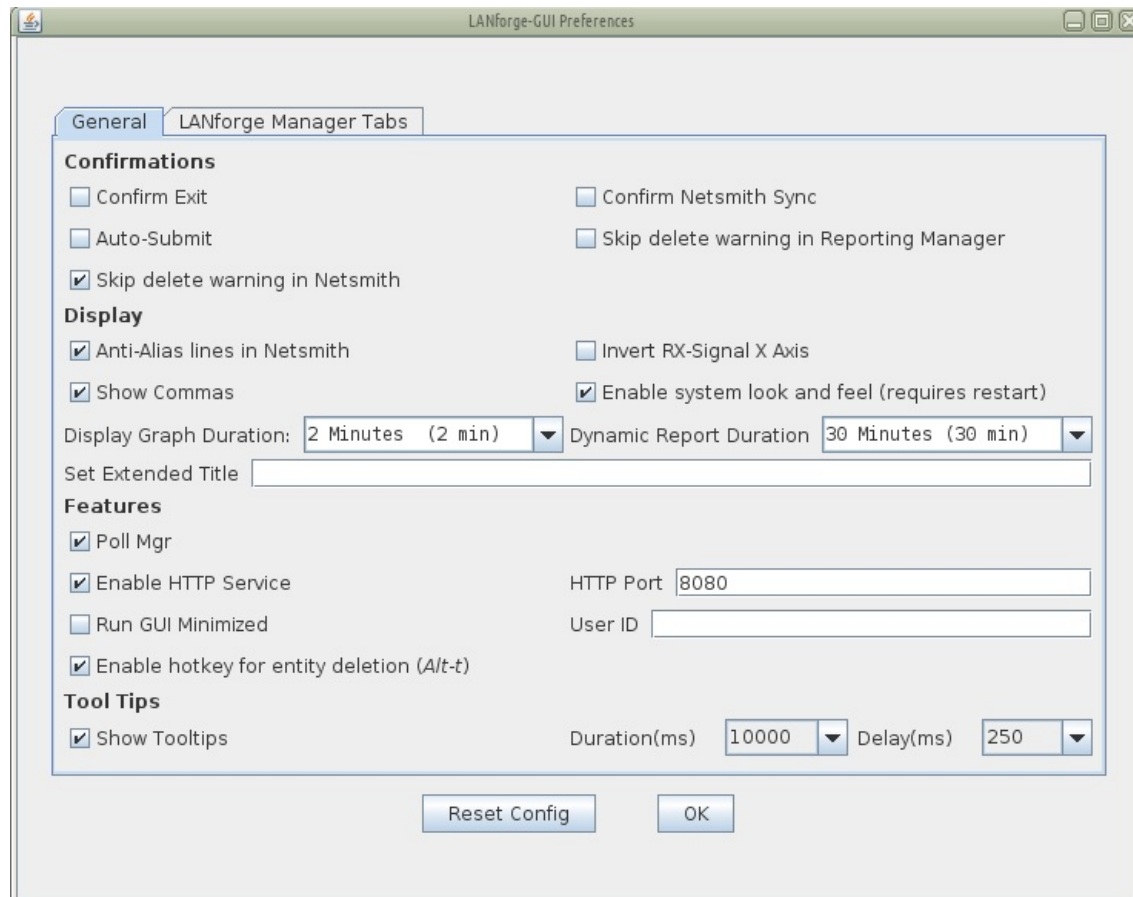 LANforge-GUI Preferences
General LANforge Manager Tabs
Confirmations
Confirm Exit Confirm Netsmith Sync
Auto-Submit Skip delete warning in Reporting Manager
Skip delete warning in Netsmith
Display
Anti-Alias lines in Netsmith Invert RX-Signal X Axis
Show Commas Enable system look and feel (requires restart)
Display Graph Duration: 2 Minutes (2 min) Dynamic Report Duration 30 Minutes (30 min)
Set Extended Title
Features
Poll Mgr
Enable HTTP Service HTTP Port 8080
Run GUI Minimized User ID
Enable hotkey for entity deletion (Alt-t)
Tool Tips
Show Tooltips Duration(ms) 10000 Delay(ms) 250
Reset Config OK